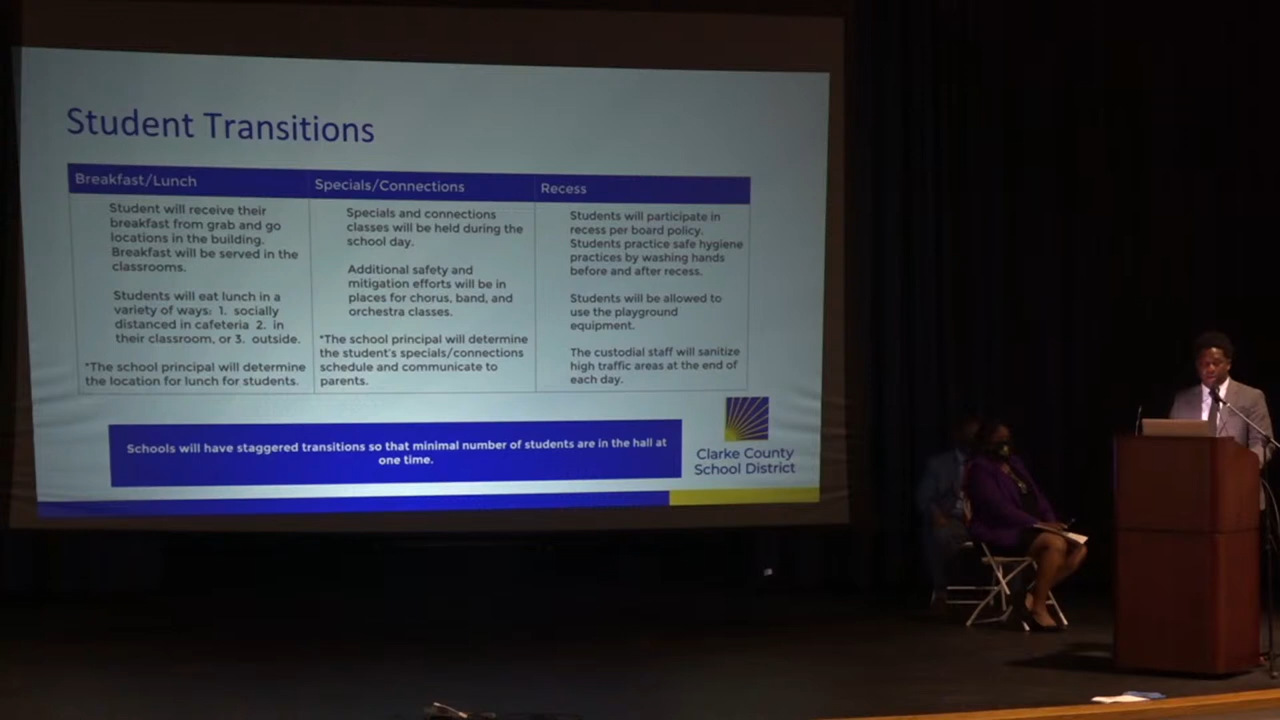 Student Transitions
Breakfast/Lunch
Student will receive their
breakfast from grab and go
locations in the building.
Breakfast will be served in the
classrooms.
Students will eat lunch in a
variety of ways: 1. socially
distanced in cafeteria 2. in
their classroom, or 3. outside.
*The school principal will determine
the location for lunch for students.
Specials/Connections
Specials and connections
classes will be held during the
school day.
Additional safety and
mitigation efforts will be in
places for chorus, band, and
orchestra classes.
*The school principal will determine
the student's specials/connections
schedule and communicate to
parents.
Recess
Students will participate in
recess per board policy.
Students practice safe hygiene
practices by washing hands
before and after recess.
Students will be allowed to
use the playground
equipment.
The custodial staff will sanitize
high traffic areas at the end of
each day.
Schools will have staggered transitions so that minimal number of students are in the hall at
one time.
Clarke County
School District